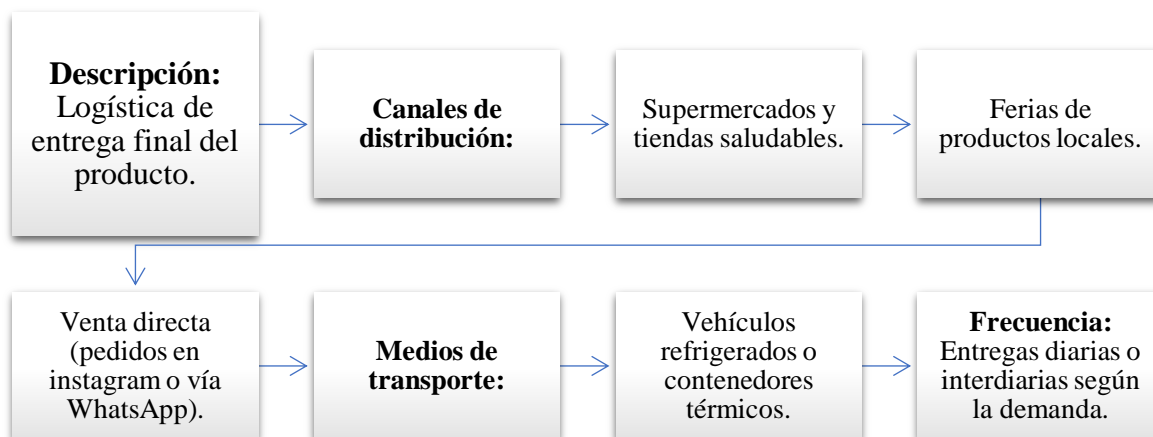 Descripción:
Logística de
entrega final del
producto.
Canales de
distribución:
Supermercados y
tiendas saludables.
Ferias de
productos locales.
Venta directa
(pedidos en
instagram o vía
WhatsApp).
Medios de
transporte:
Vehículos
refrigerados o
contenedores
térmicos.
Frecuencia:
Entregas diarias o
interdiarias según
la demanda.